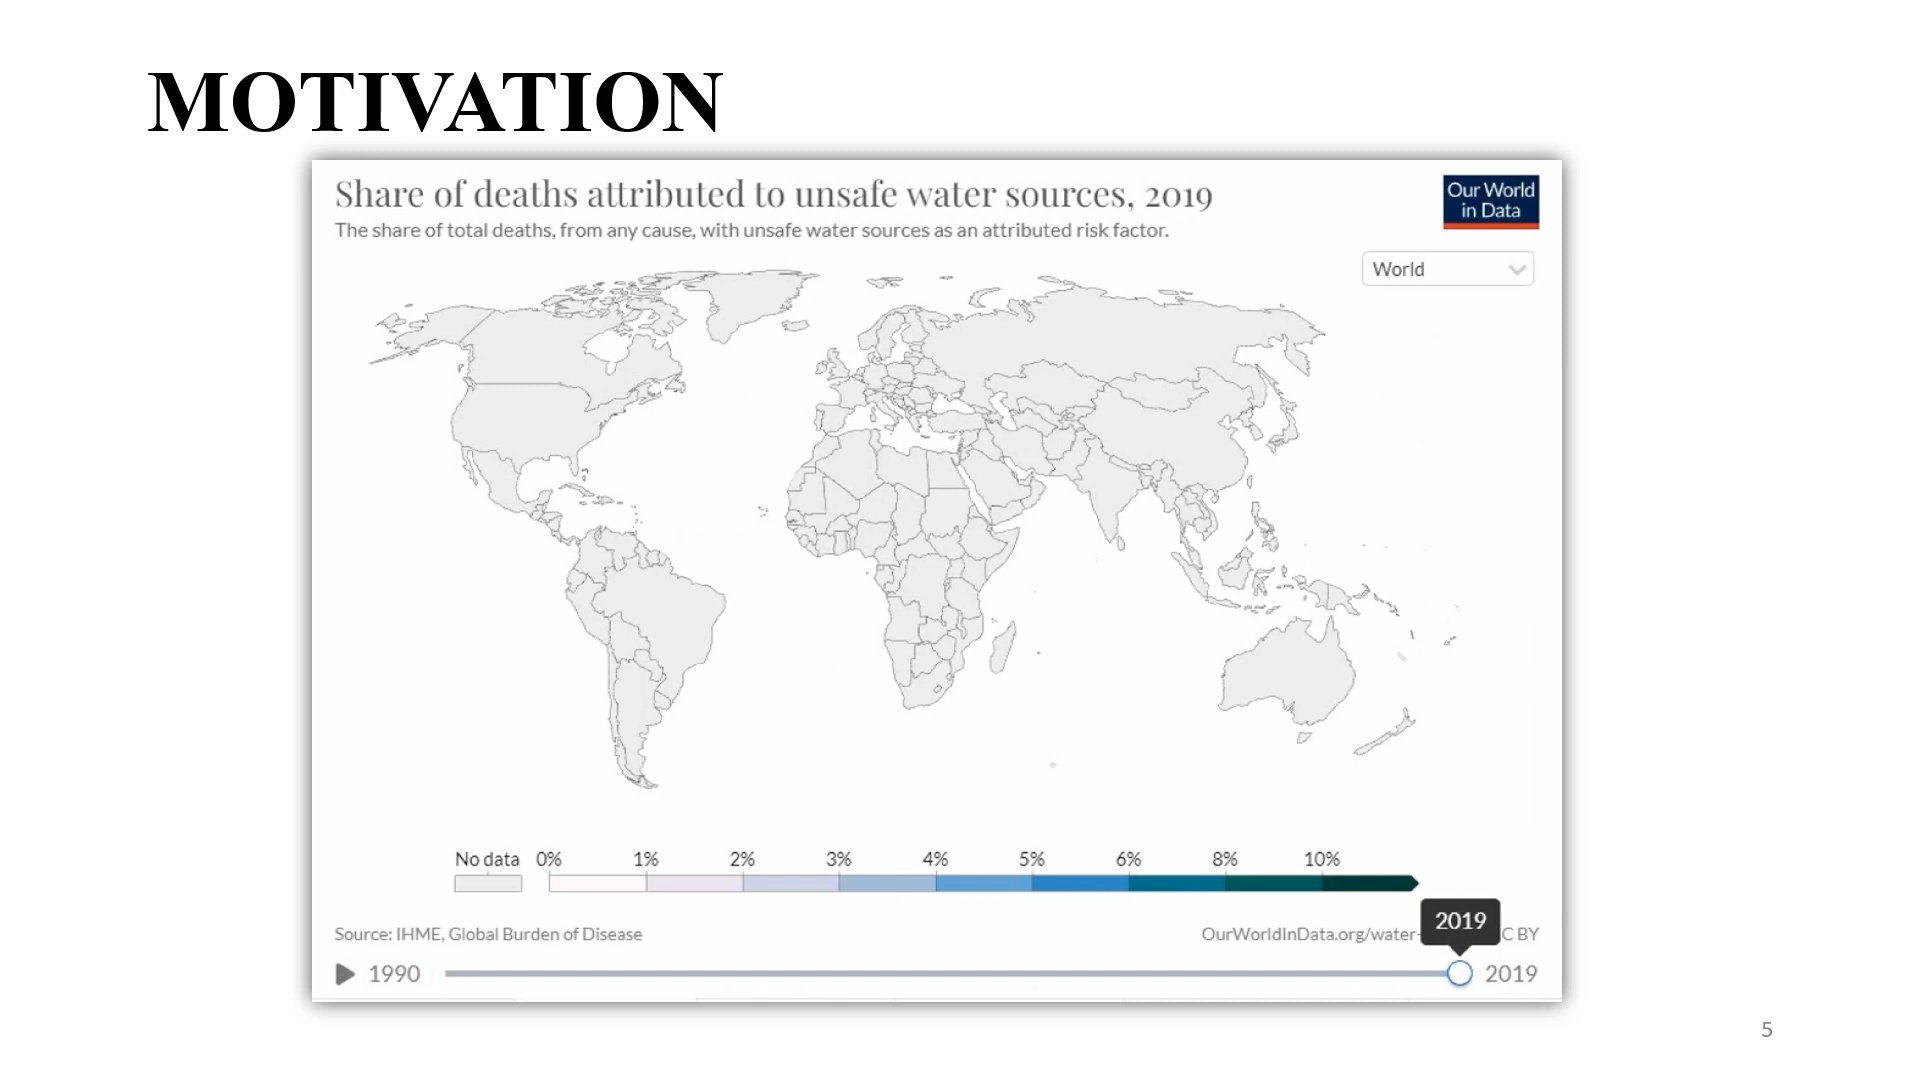 MOTIVATION
Share of deaths attributed to unsafe water sources, 2019
The share of total deaths, from any cause, with unsafe water sources as an attributed risk factor.
Our World
in Data
World
No data 0% 1% 2% 3% 4% 5% 6% 8% 10%
2019
Source: IHME, Global Burden of Disease
OurWorldInData.org/water- C BY
1990
2019
5